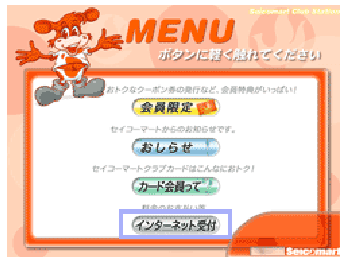 Seicomart Club Station
MENU
ボタンに軽く触れてください
おトクなクーポン券の発行など、会員特典がいっぱい!
会員限定
セイコーマートからのお知らせです。
おしらせ
セイコーマートクラブカードはこんなにおトク!
カード会員って
インターネット受付
Seicomart